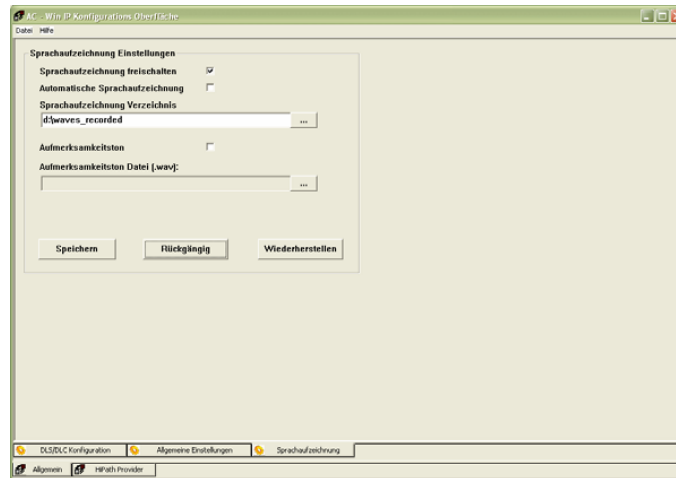 AC - Win IP Konfigurations Oberfläche
Datei Hilfe
Sprachaufzeichnung Einstellungen
Sprachaufzeichnung freischalten
Automatische Sprachaufzeichnung
Sprachaufzeichnung Verzeichnis
d:\waves_recorded
...
Aufmerksamkeitston
Aufmerksamkeitston Datei (.wav):
...
Speichern Rückgängig Wiederherstellen
DLS/DLC Konfiguration Allgemeine Einstellungen Sprachaufzeichnung
Allgemein HiPath Provider